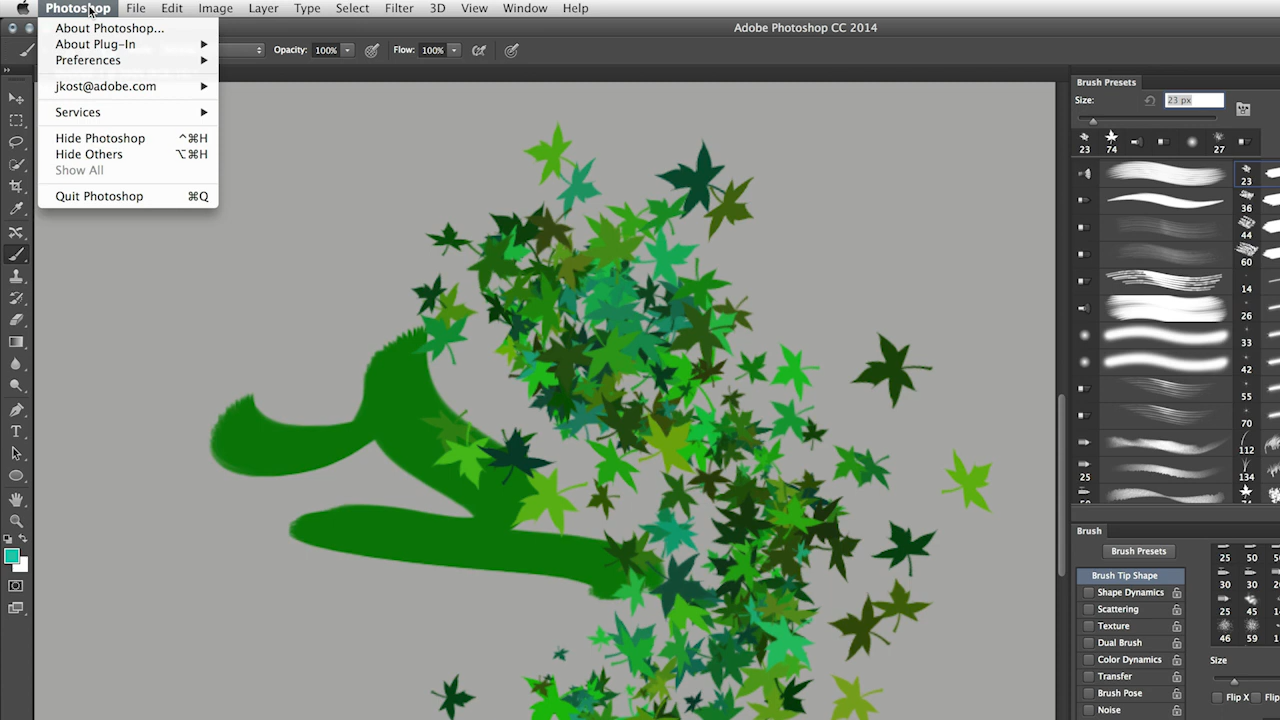 Photoshop File Edit Image Layer Type Select Filter 3D View Window Help
Adobe Photoshop CC 2014
About Photoshop...
About Plug-In
Preferences
jkost@adobe.com
Services
Hide Photoshop ^⌘H
Hide Others ⌥⌘H
Show All
Quit Photoshop ⌘Q
Opacity: 100% Flow: 100%
Brush Presets
Size: 23 px
23 74 27
23
36
44
60
14
26
33
42
55
70
112
25 134
50
Brush
Brush Presets
Brush Tip Shape
Shape Dynamics
Scattering
Texture
Dual Brush
Color Dynamics
Transfer
Brush Pose
Noise
25 50
30 30
25 45
46 59
Size
Flip X